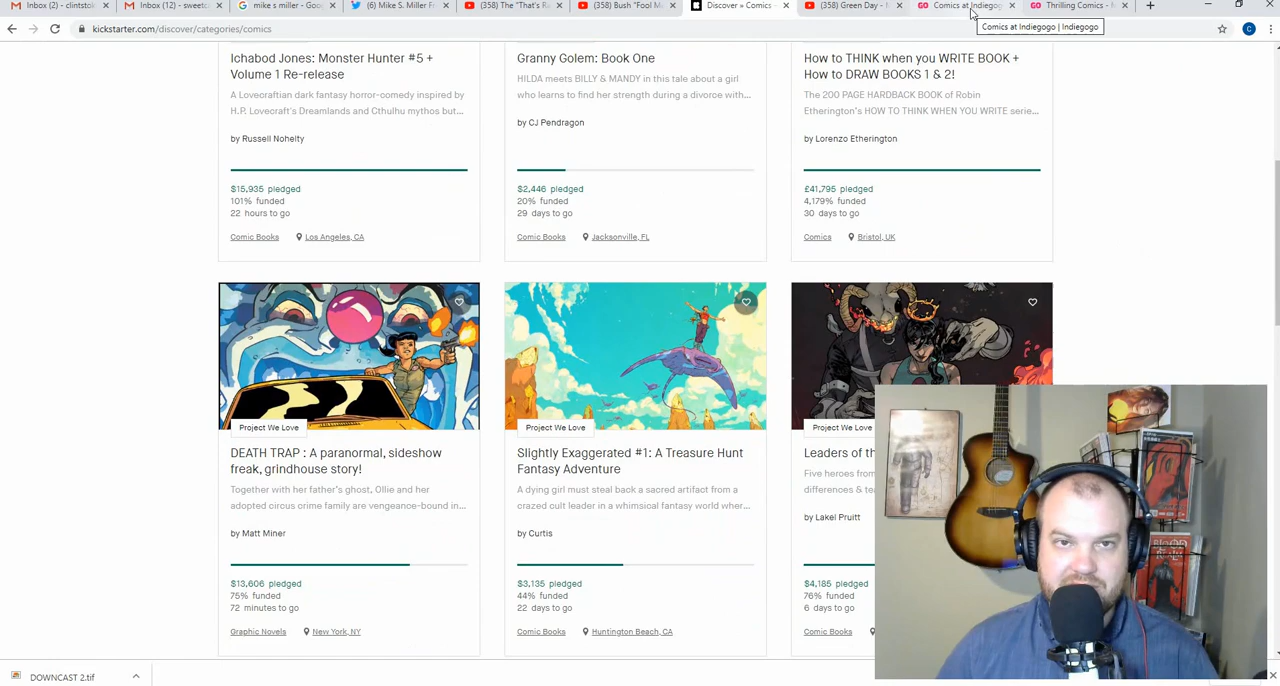 Inbox (2) - clintstok
Inbox (12) - sweetc
mike s miller - Goo
(6) Mike S. Miller Fr
(358) The "That's Ra
(358) Bush "Fool M
Discover » Comics –
(358) Green Day - M
Comics at Indiegog
Thrilling Comics -
kickstarter.com/discover/categories/comics
Comics at Indiegogo | Indiegogo
Ichabod Jones: Monster Hunter #5 +
Volume 1 Re-release
A Lovecraftian dark fantasy horror-comedy inspired by
H.P. Lovecraft's Dreamlands and Cthulhu mythos but...
by Russell Nohelty
$15,935 pledged
101% funded
22 hours to go
Comic Books
Los Angeles, CA
Granny Golem: Book One
HILDA meets BILLY & MANDY in this tale about a girl
who learns to find her strength during a divorce with...
by CJ Pendragon
$2,446 pledged
20% funded
29 days to go
Comic Books
Jacksonville, FL
How to THINK when you WRITE BOOK +
How to DRAW BOOKS 1 & 2!
The 200 PAGE HARDBACK BOOK of Robin
Etherington's HOW TO THINK WHEN YOU WRITE serie...
by Lorenzo Etherington
£41,795 pledged
4,179% funded
30 days to go
Comics
Bristol, UK
Project We Love
DEATH TRAP : A paranormal, sideshow
freak, grindhouse story!
Together with her father's ghost, Ollie and her
adopted circus crime family are vengeance-bound in...
by Matt Miner
$13,606 pledged
75% funded
72 minutes to go
Graphic Novels
New York, NY
Project We Love
Slightly Exaggerated #1: A Treasure Hunt
Fantasy Adventure
A dying girl must steal back a sacred artifact from a
crazed cult leader in a whimsical fantasy world wher...
by Curtis
$3,135 pledged
44% funded
22 days to go
Comic Books
Huntington Beach, CA
Project We Love
Leaders of th
Five heroes from
differences & tea
by Lakel Pruitt
$4,185 pledged
76% funded
6 days to go
Comic Books
DOWNCAST 2.tif